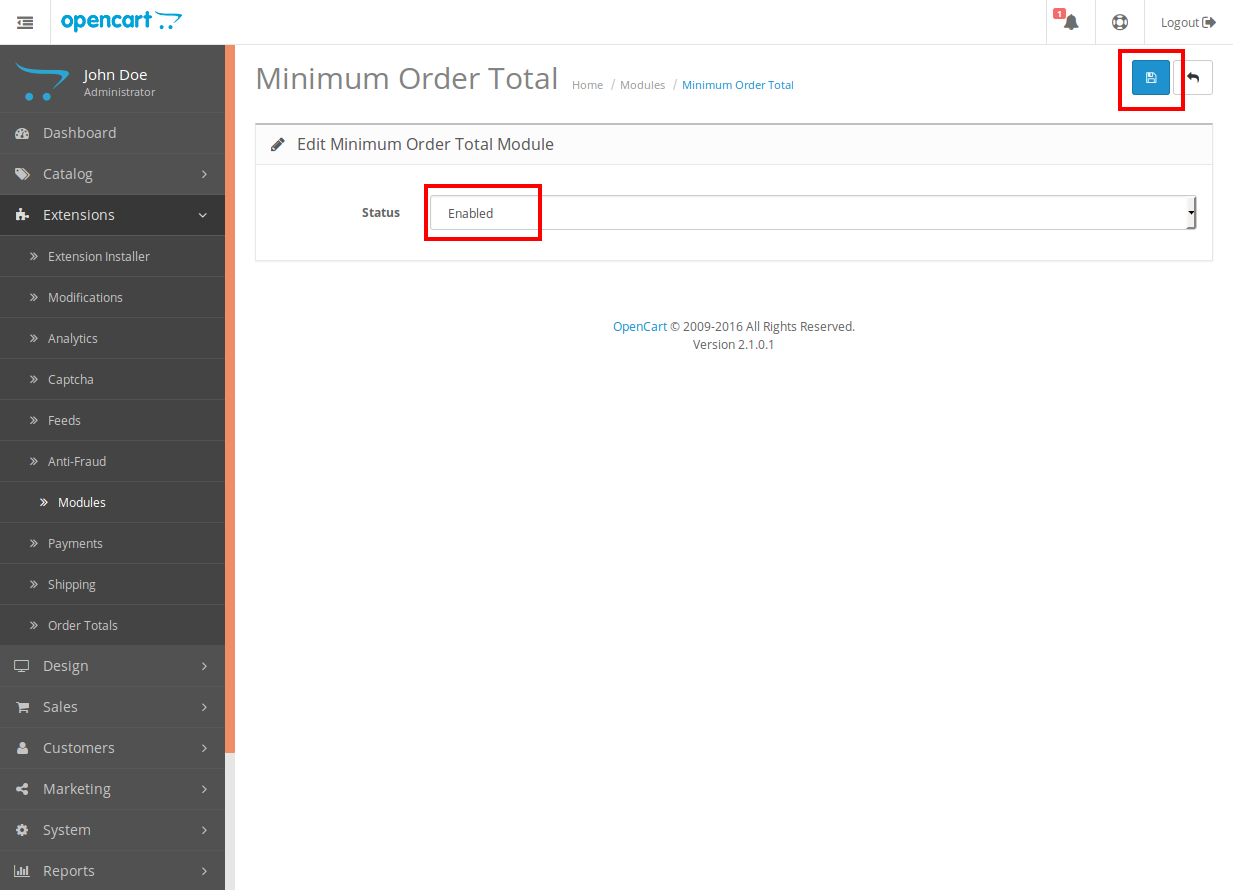 opencart
1
Logout
John Doe
Administrator
Dashboard
Catalog
Extensions
Extension Installer
Modifications
Analytics
Captcha
Feeds
Anti-Fraud
Modules
Payments
Shipping
Order Totals
Design
Sales
Customers
Marketing
System
Reports
Minimum Order Total
Home / Modules / Minimum Order Total
Edit Minimum Order Total Module
Status Enabled
OpenCart © 2009-2016 All Rights Reserved.
Version 2.1.0.1